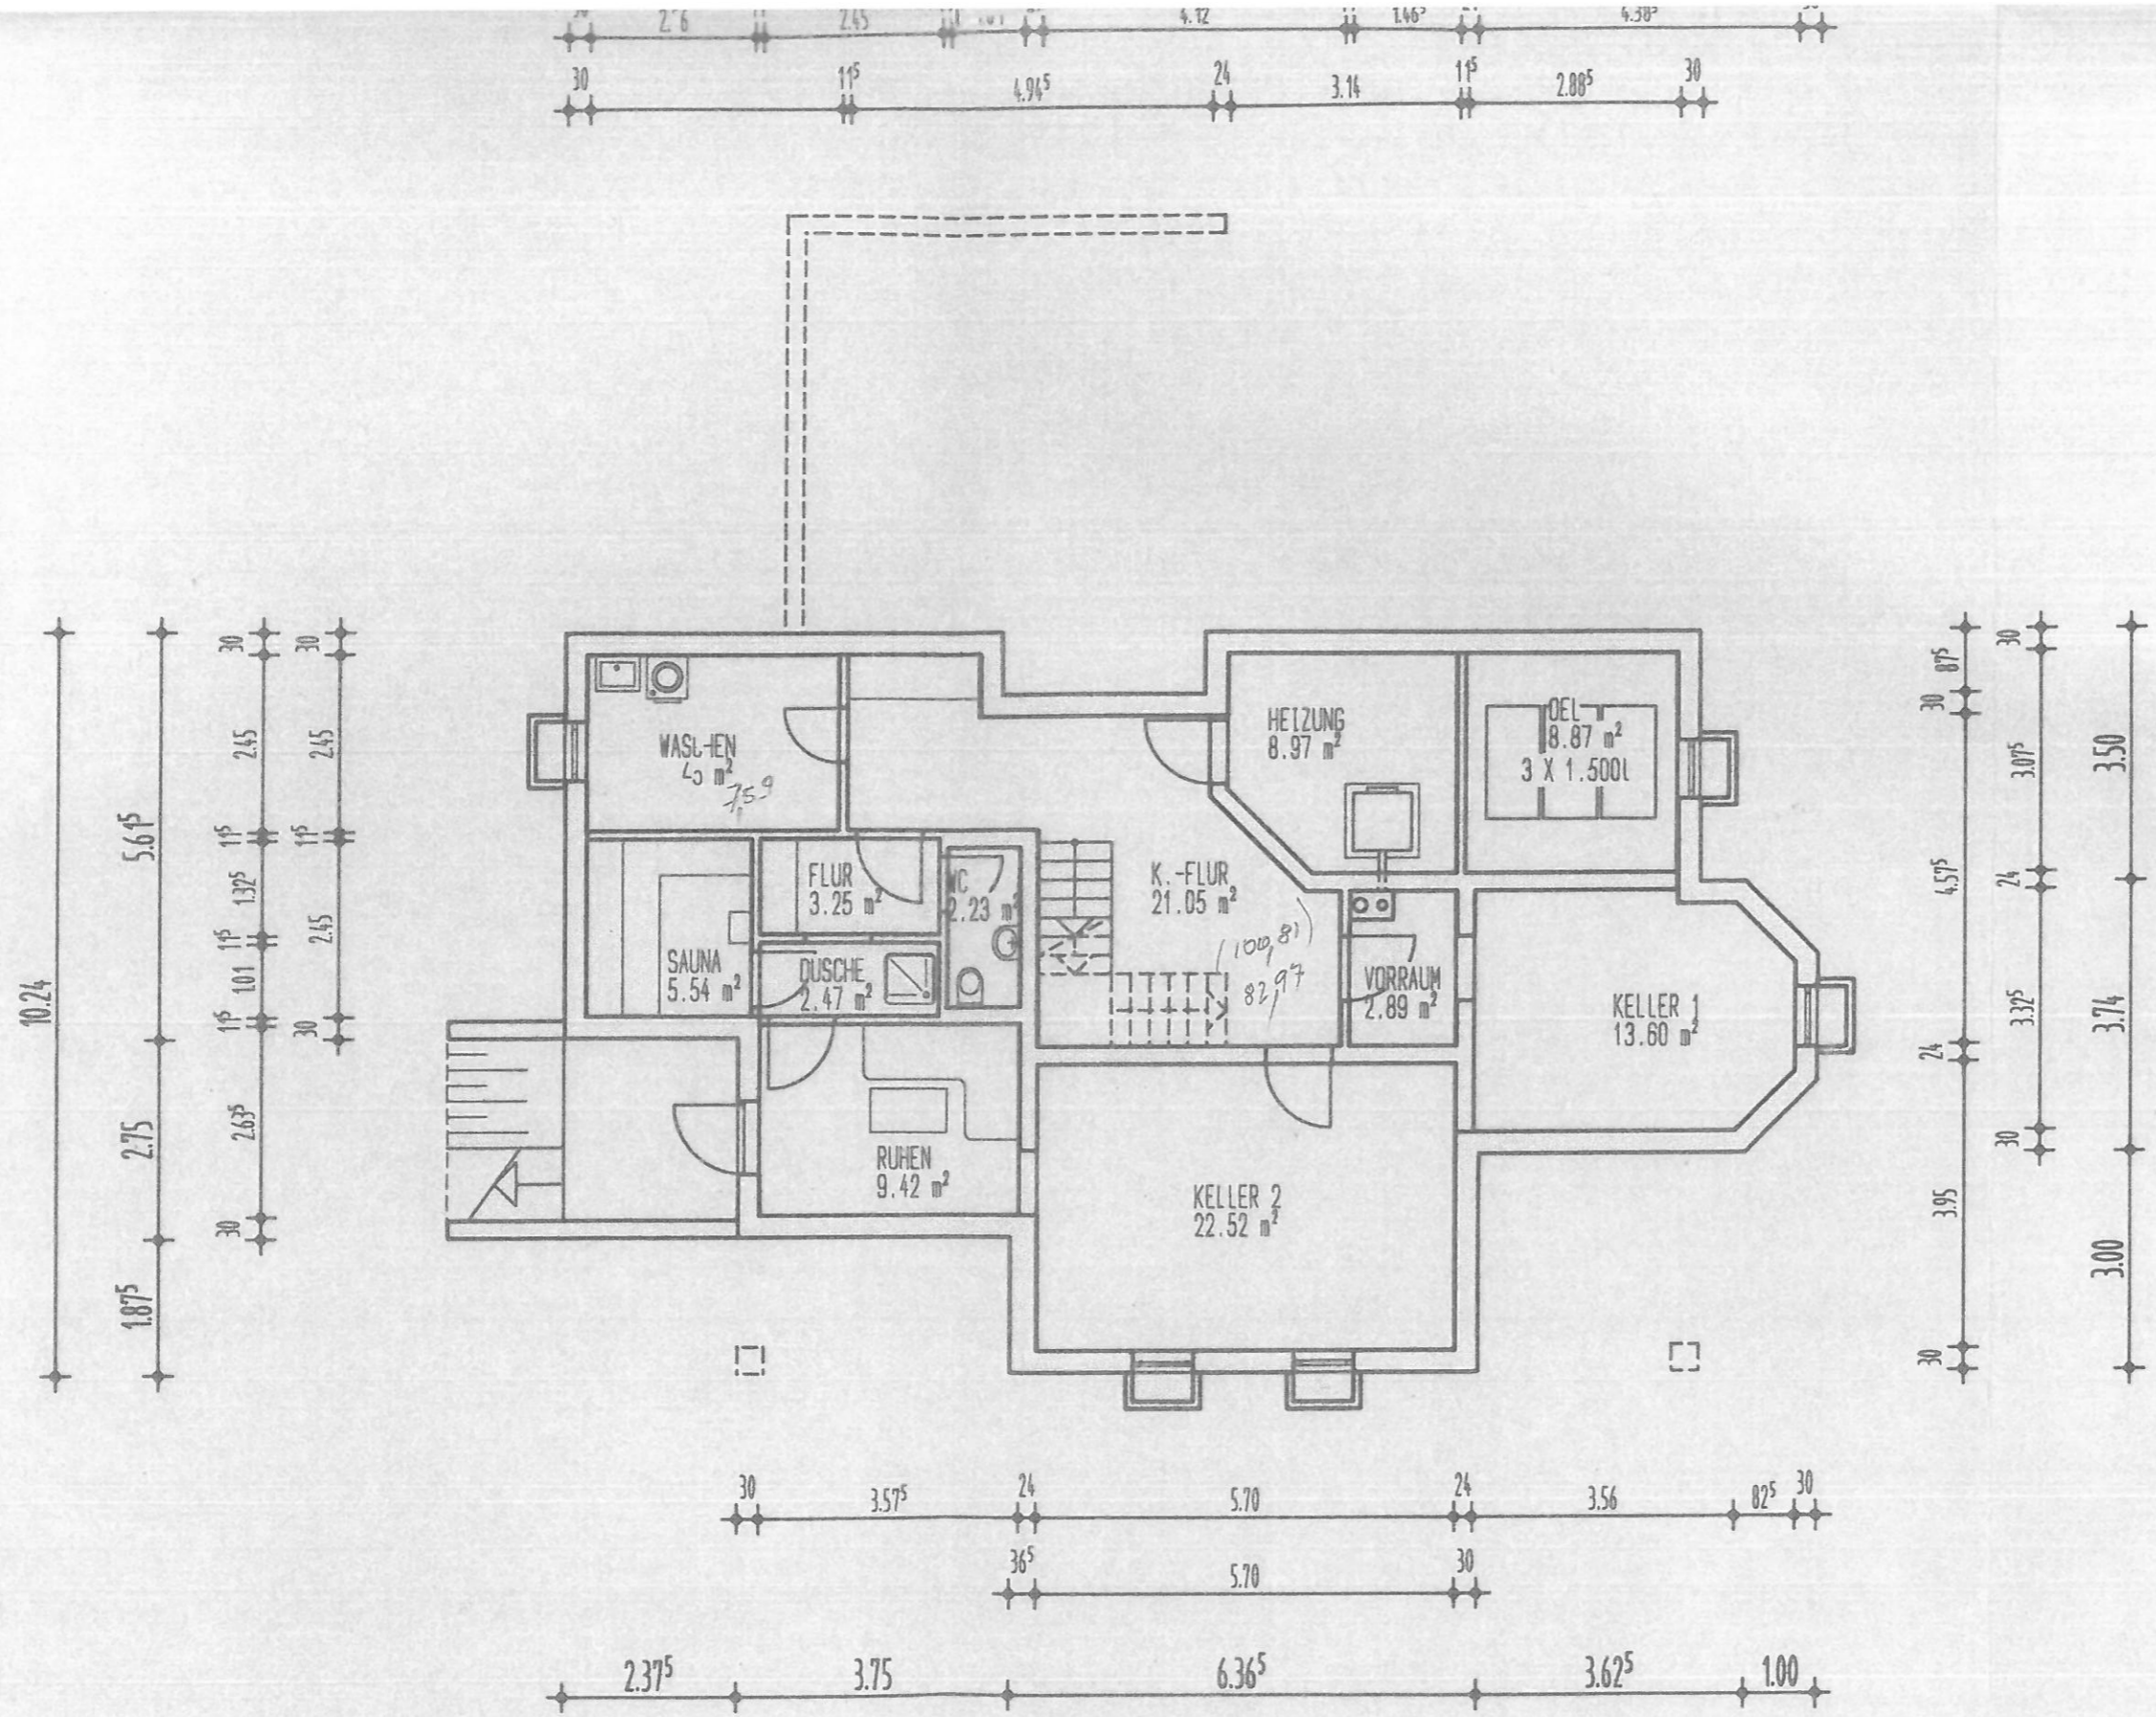 2.45
4.12
1.46⁵
4.38⁵
30
11⁵
4.94⁵
24
3.14
11⁵
2.88⁵
30
WASCHEN
m²
7,59
HEIZUNG
8.97 m²
OEL
8.87 m²
3 X 1.500l
FLUR
3.25 m²
WC
2.23 m²
K.-FLUR
21.05 m²
(100,81)
82,97
SAUNA
5.54 m²
DUSCHE
2.47 m²
VORRAUM
2.89 m²
KELLER 1
13.60 m²
RUHEN
9.42 m²
KELLER 2
22.52 m²
10.24
5.61⁵
2.75
1.87⁵
30
2.45
11⁵
1.32⁵
11⁵
1.01
11⁵
2.63⁵
30
30
2.45
11⁵
2.45
30
87⁵
30
4.57⁵
24
3.95
30
30
3.07⁵
24
3.32⁵
30
3.50
3.74
3.00
30
3.57⁵
24
5.70
24
3.56
82⁵
30
36⁵
5.70
30
2.37⁵
3.75
6.36⁵
3.62⁵
1.00